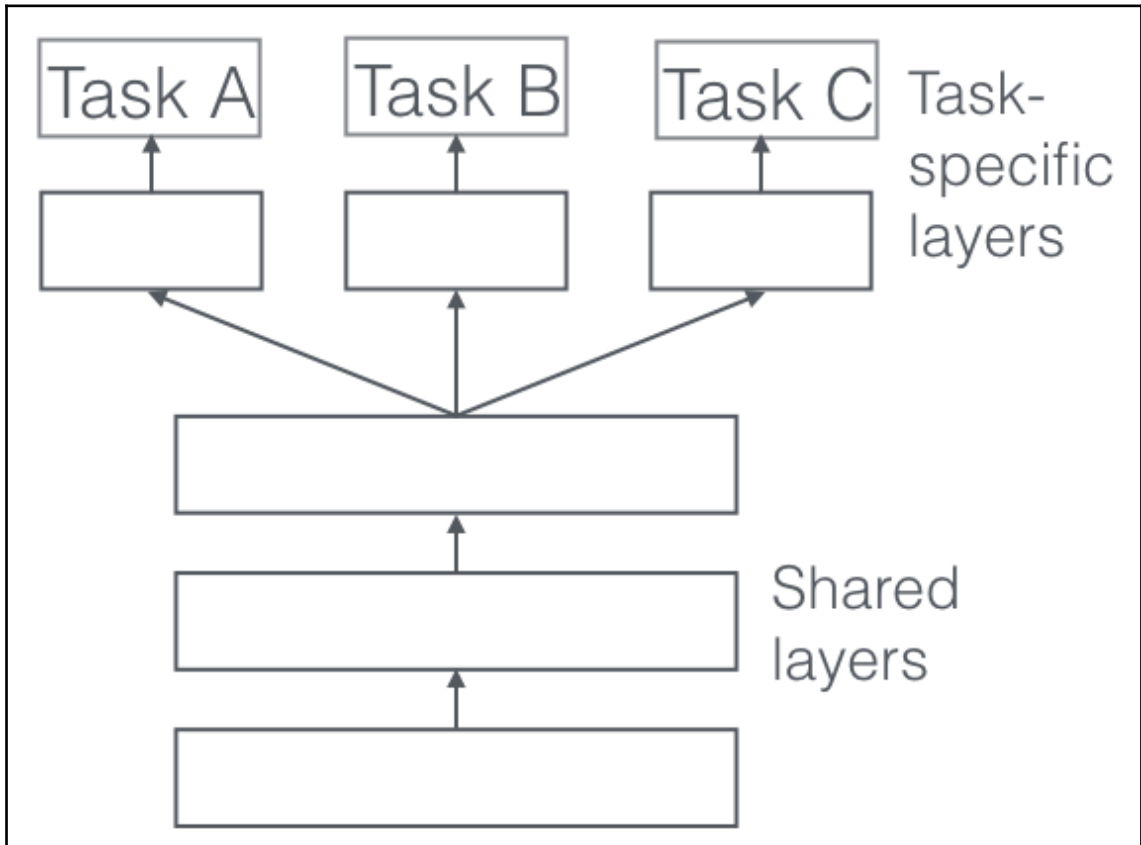 Task A
Task B
Task C
Task-
specific
layers
Shared
layers